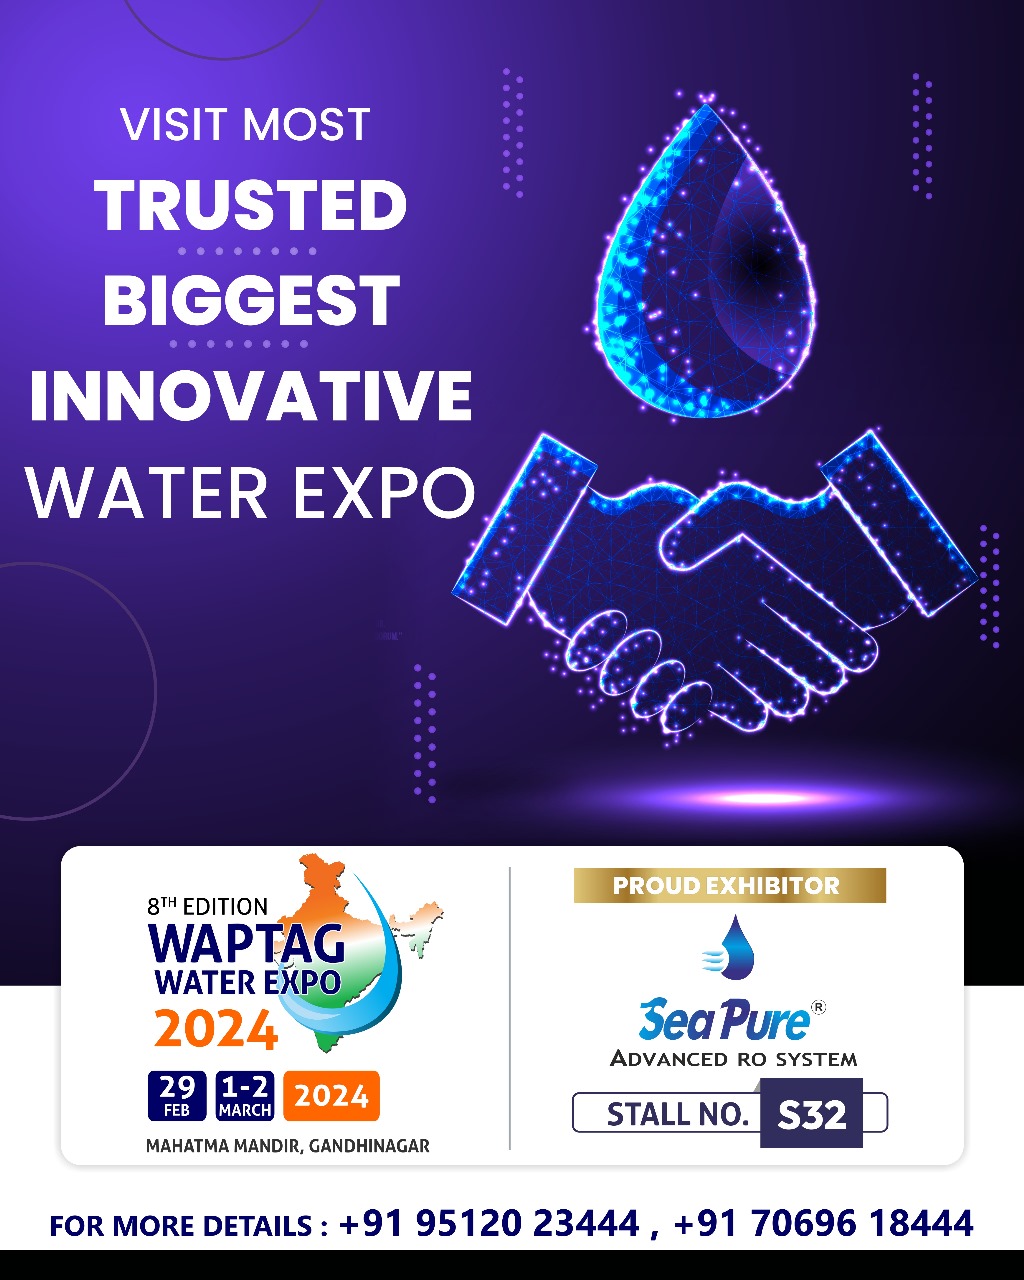 VISIT MOST
TRUSTED
BIGGEST
INNOVATIVE
WATER EXPO
8TH EDITION
WAPTAG
WATER EXPO
2024
29 FEB 1-2 MARCH 2024
MAHATMA MANDIR, GANDHINAGAR
PROUD EXHIBITOR
Sea Pure®
ADVANCED RO SYSTEM
STALL NO. S32
FOR MORE DETAILS : +91 95120 23444 , +91 70696 18444